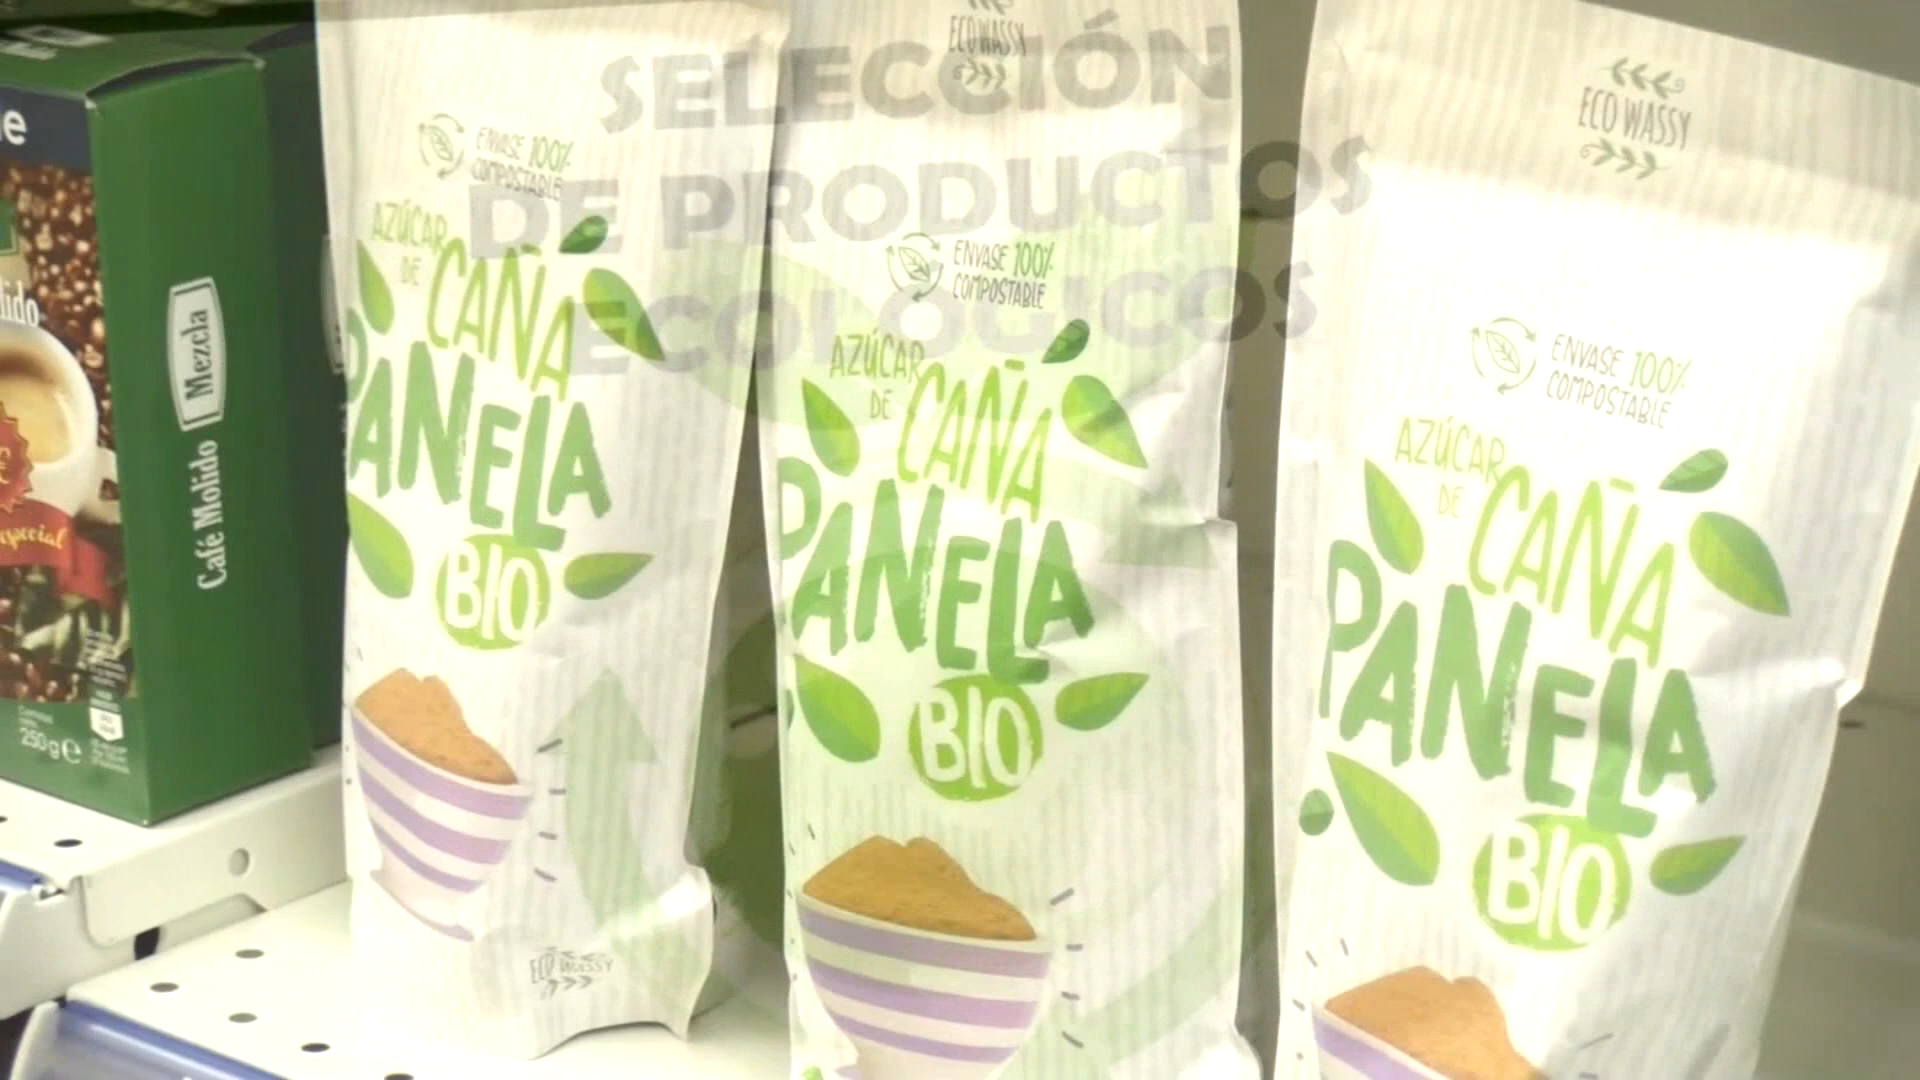 SELECCIÓN
DE PRODUCTOS
ECOLÓGICOS
Mezcla
Café Molido
250 g e
ENVASE 100%
COMPOSTABLE
AZÚCAR
DE
CAÑA
PANELA
BIO
ECO WASSY
ECO WASSY
ENVASE 100%
COMPOSTABLE
AZÚCAR
DE
CAÑA
PANELA
BIO
ECO WASSY
ENVASE 100%
COMPOSTABLE
AZÚCAR
DE
CAÑA
PANELA
BIO